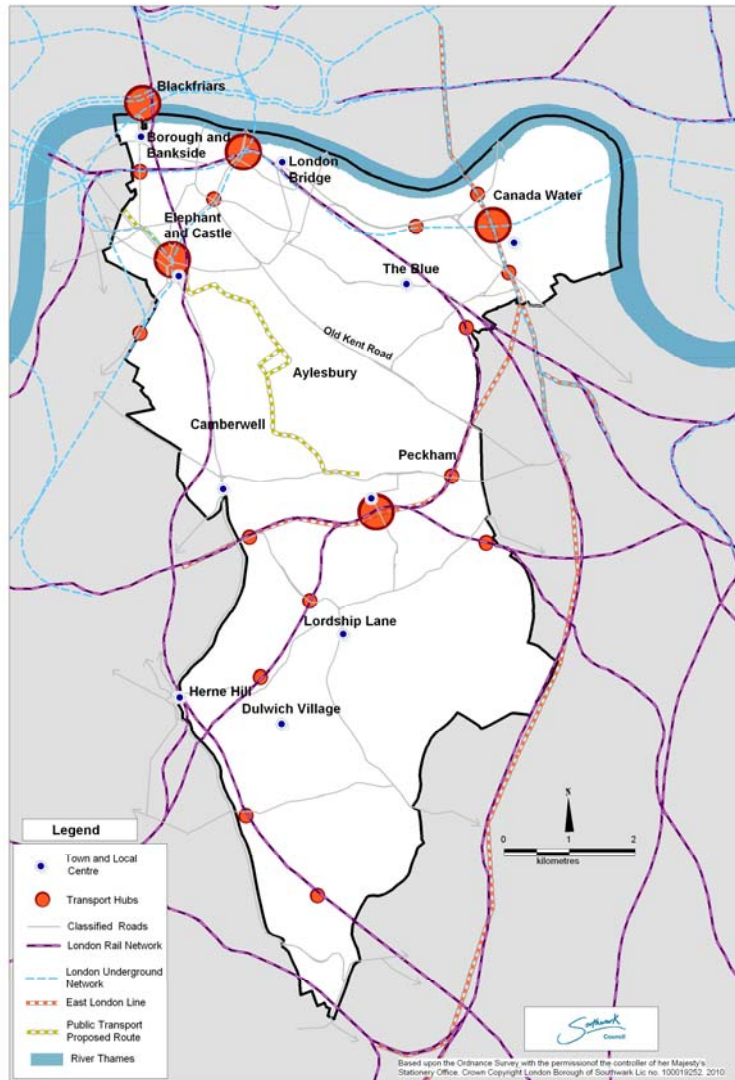 Blackfriars
Borough and
Bankside
London
Bridge
Canada Water
Elephant
and Castle
The Blue
Old Kent Road
Aylesbury
Camberwell
Peckham
Lordship Lane
Herne Hill
Dulwich Village
Legend
Town and Local
Centre
Transport Hubs
Classified Roads
London Rail Network
London Underground
Network
East London Line
Public Transport
Proposed Route
River Thames
N
0 1 2
kilometres
Southwark
Council
Based upon the Ordnance Survey with the permissionof the controller of her Majesty's
Stationery Office. Crown Copyright London Borough of Southwark Lic no. 100019252. 2010